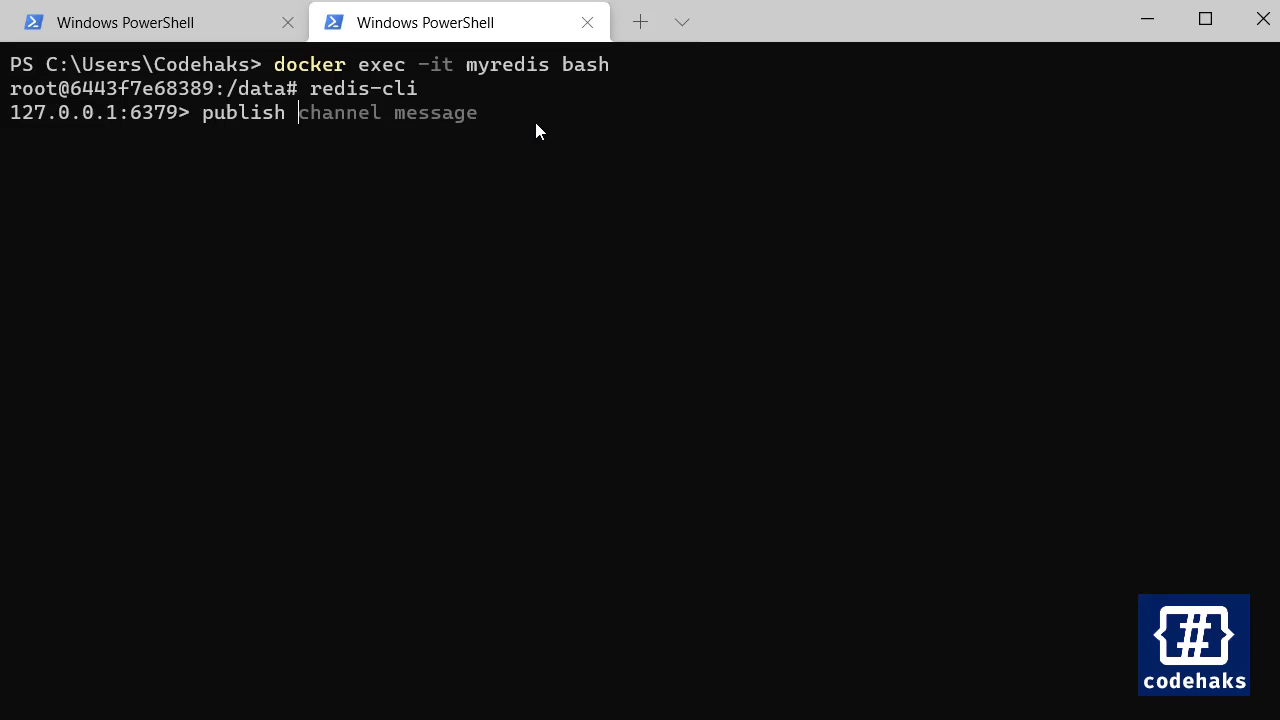 Windows PowerShell
Windows PowerShell
PS C:\Users\Codehaks> docker exec -it myredis bash
root@6443f7e68389:/data# redis-cli
127.0.0.1:6379> publish channel message
{#}
codehaks